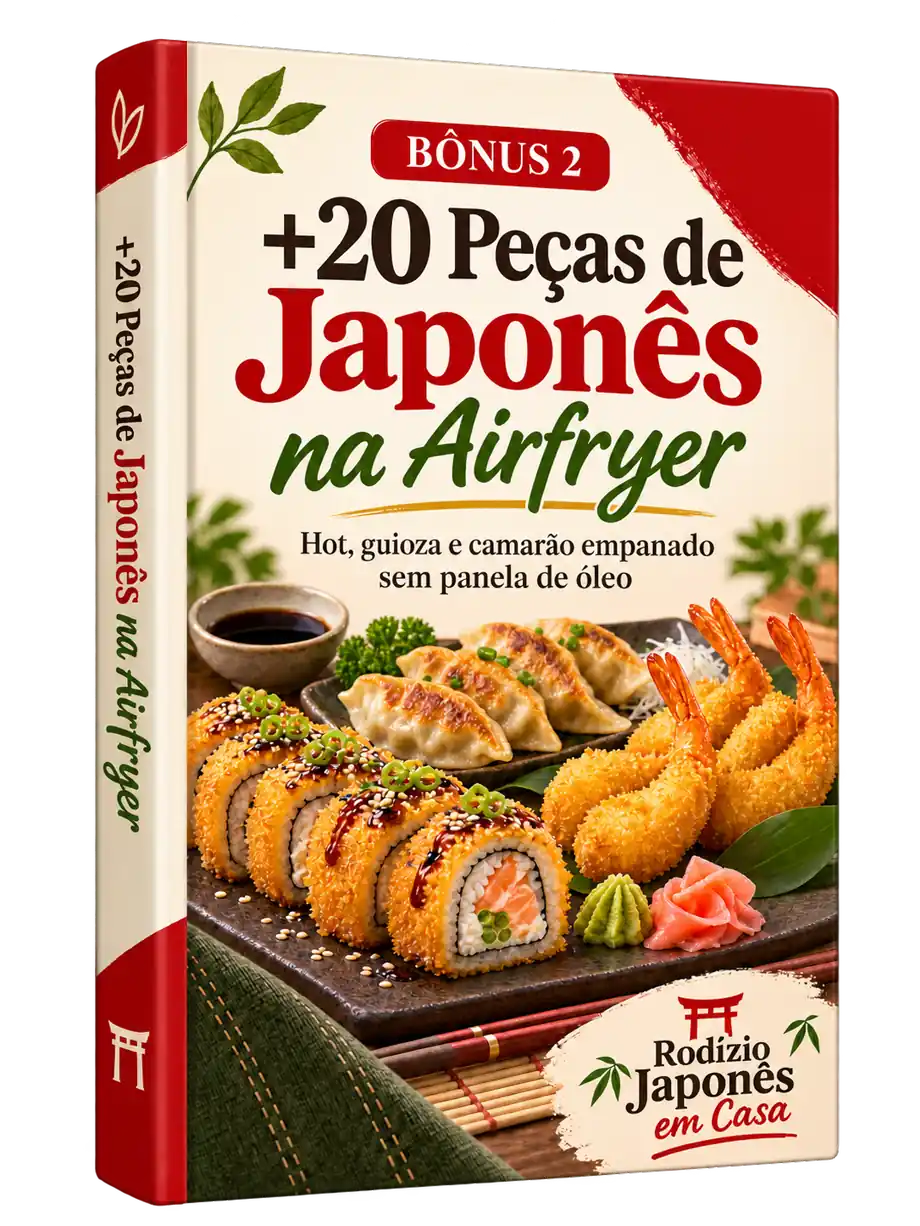 BÔNUS 2
+20 Peças de
Japonês
na Airfryer
Hot, guioza e camarão empanado
sem panela de óleo
+20 Peças de Japonês na Airfryer
Rodízio
Japonês
em Casa